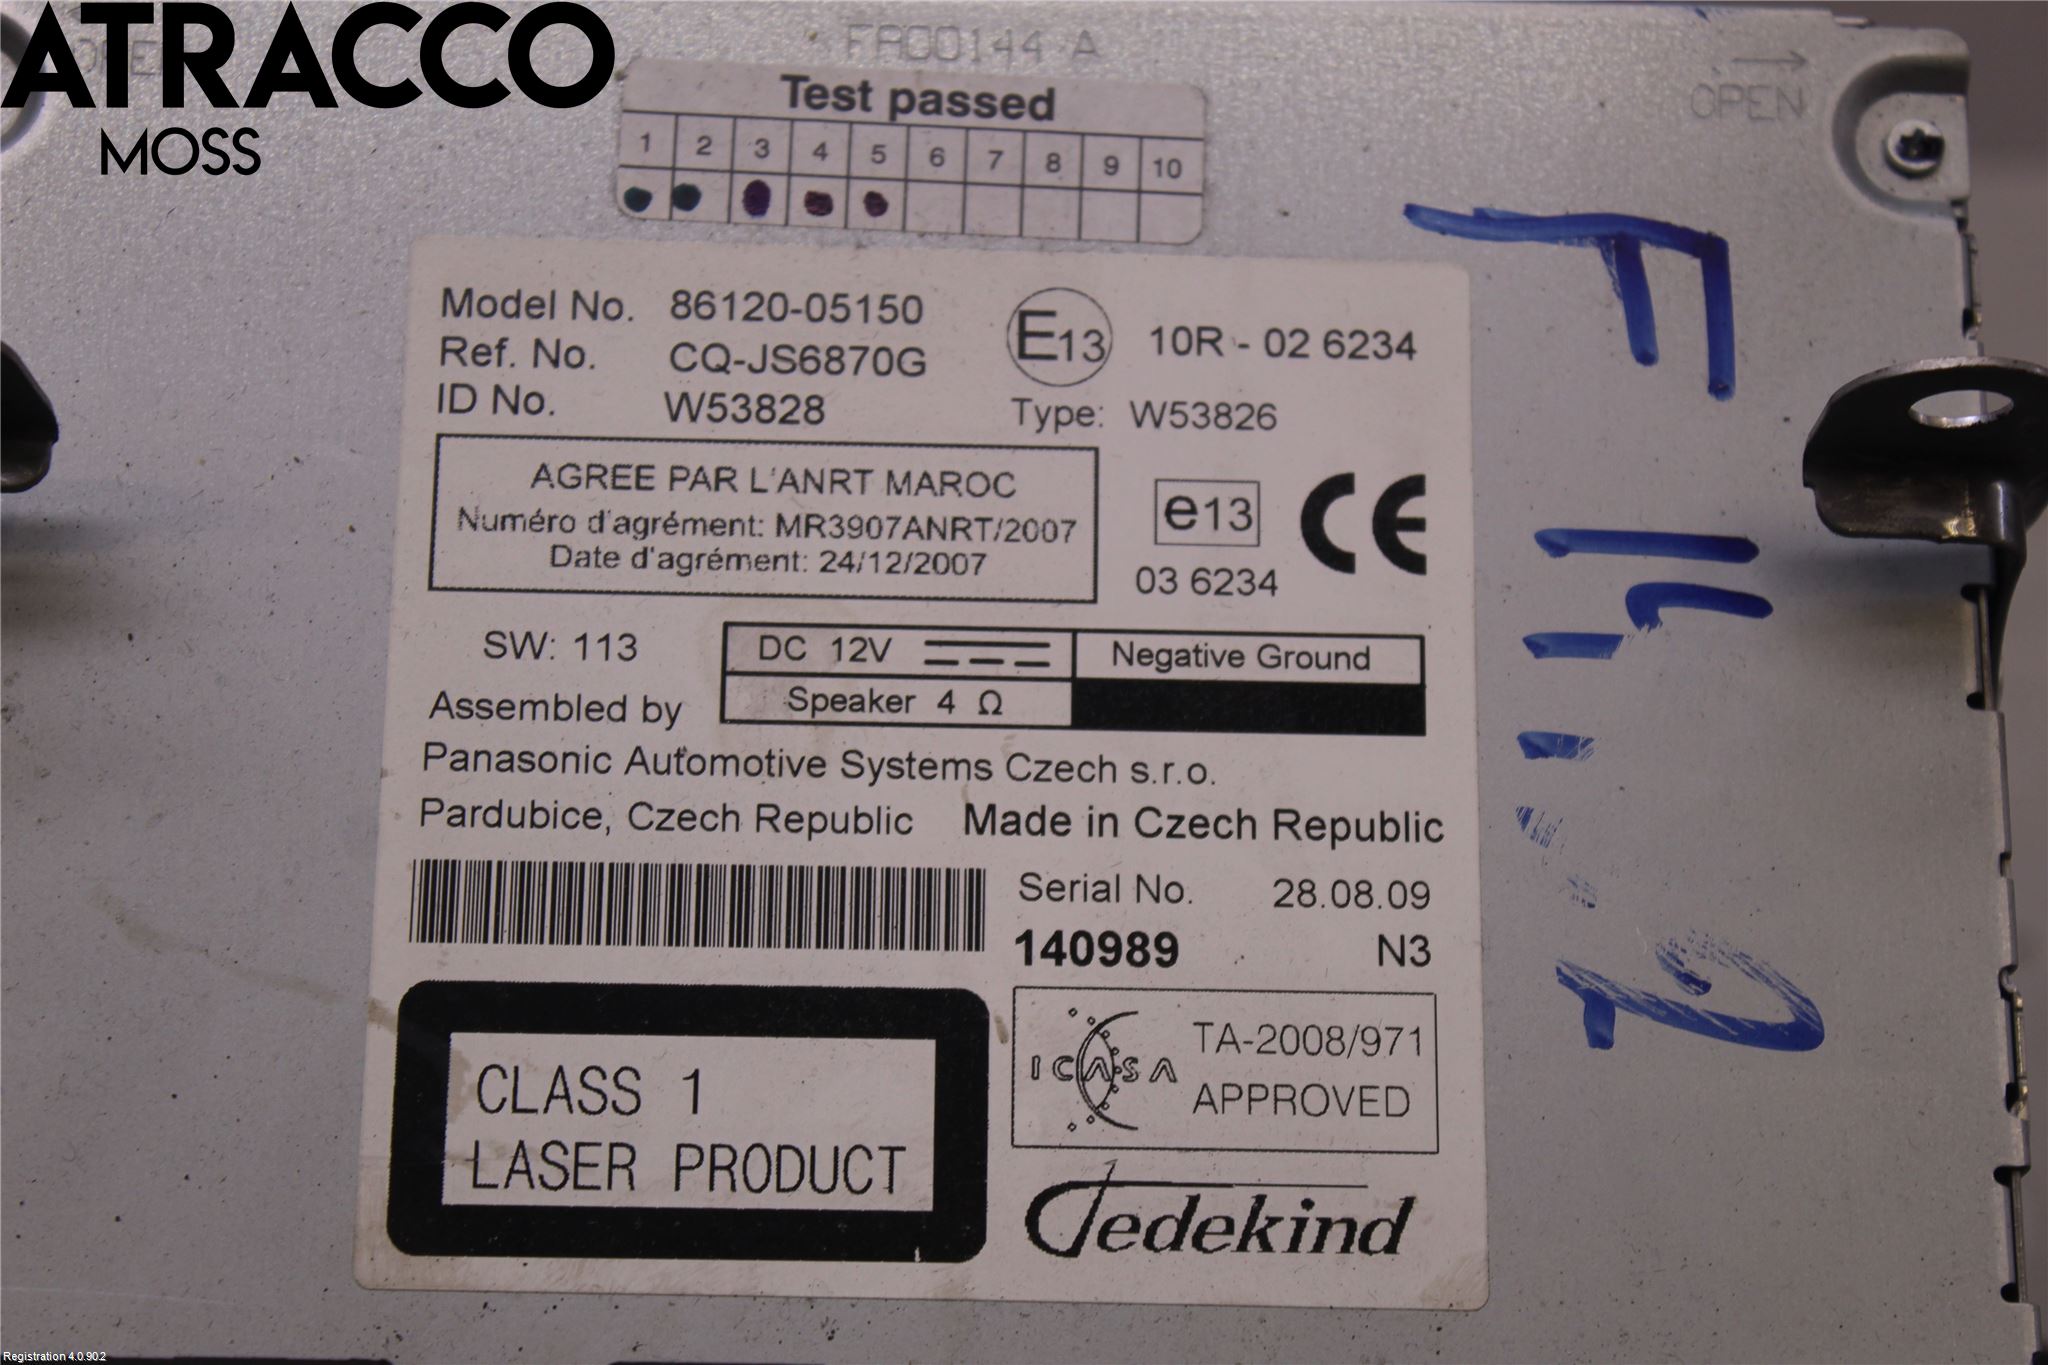 ATRACCO
MOSS
FA00144-A
OPEN
Test passed
1 2 3 4 5 6 7 8 9 10
Model No. 86120-05150
Ref. No. CQ-JS6870G
ID No. W53828
E13 10R - 02 6234
Type: W53826
AGREE PAR L'ANRT MAROC
Numéro d'agrément: MR3907ANRT/2007
Date d'agrément: 24/12/2007
e13
03 6234
CE
SW: 113
DC 12V
Negative Ground
Speaker 4 Ω
Assembled by
Panasonic Automotive Systems Czech s.r.o.
Pardubice, Czech Republic Made in Czech Republic
Serial No. 28.08.09
140989 N3
CLASS 1
LASER PRODUCT
ICASA
TA-2008/971
APPROVED
Jedekind
Registration 4.0.90.2